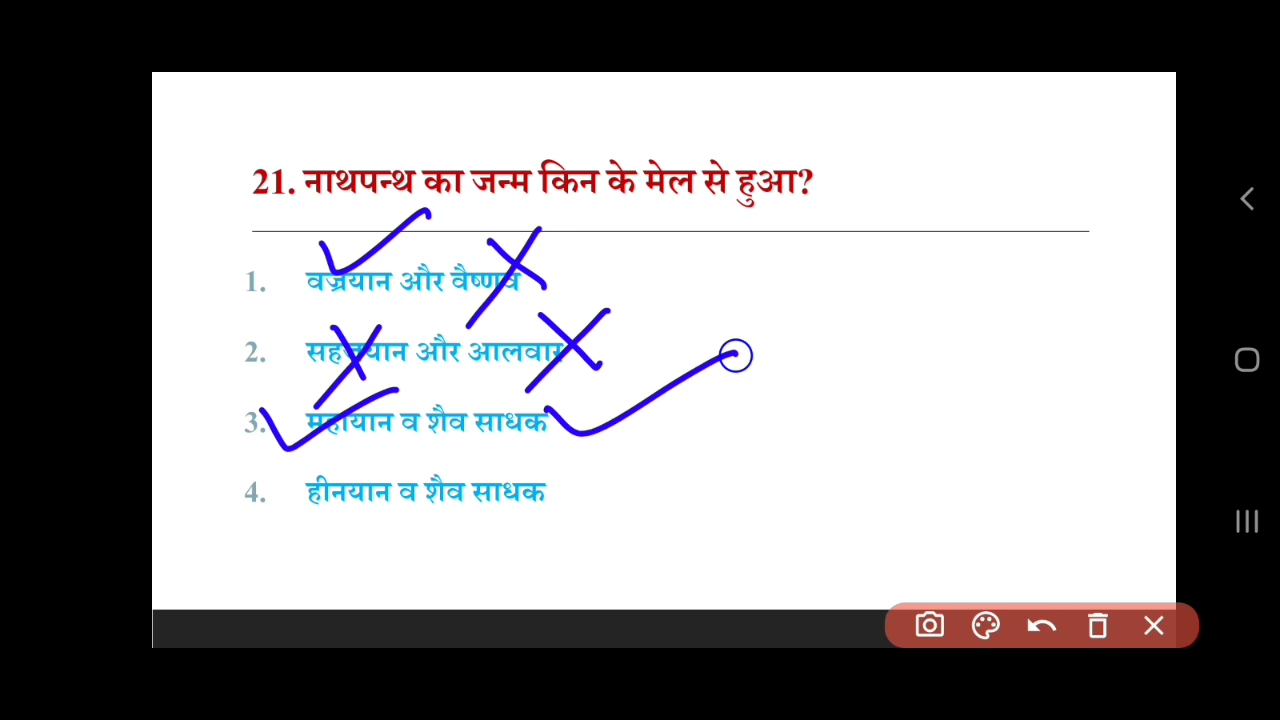 21. नाथपन्थ का जन्म किन के मेल से हुआ?
1. वज्रयान और वैष्णव
2. सहजयान और आलवार
3. महायान व शैव साधक
4. हीनयान व शैव साधक